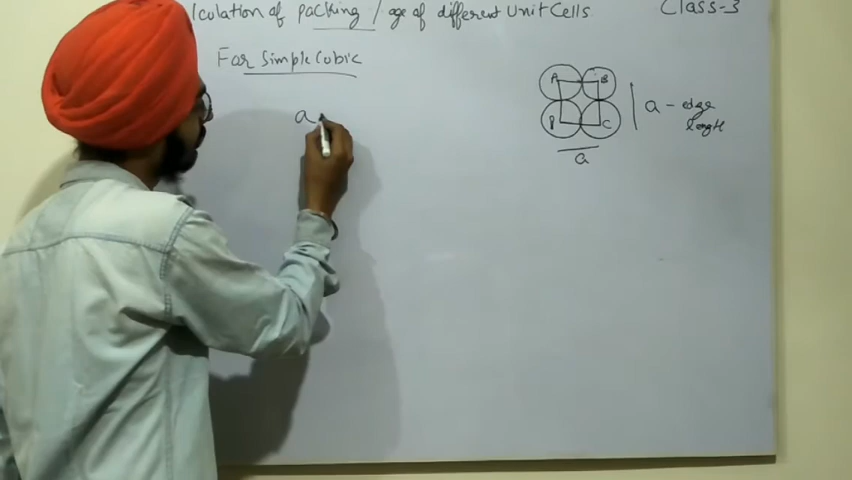 lculation of Packing / age of different Unit Cells
Class-3
For Simple Cubic
a
A B
C
a - edge
length
a